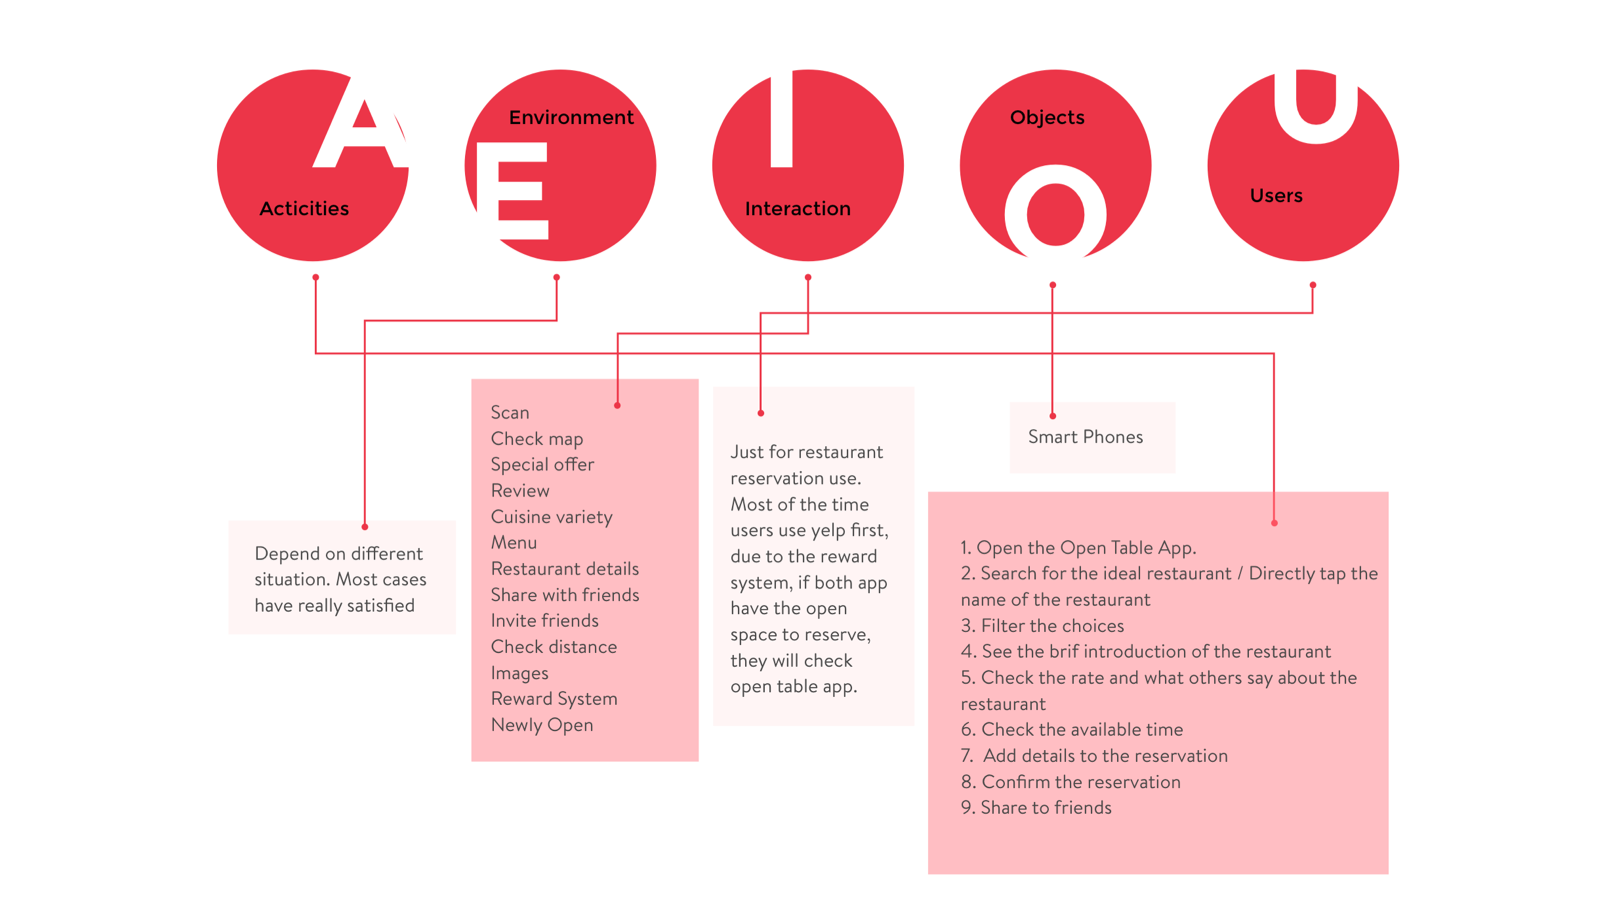 A
Acticities
Environment
E
I
Interaction
Objects
O
U
Users
Depend on different
situation. Most cases
have really satisfied
Scan
Check map
Special offer
Review
Cuisine variety
Menu
Restaurant details
Share with friends
Invite friends
Check distance
Images
Reward System
Newly Open
Just for restaurant
reservation use.
Most of the time
users use yelp first,
due to the reward
system, if both app
have the open
space to reserve,
they will check
open table app.
Smart Phones
1. Open the Open Table App.
2. Search for the ideal restaurant / Directly tap the
name of the restaurant
3. Filter the choices
4. See the brif introduction of the restaurant
5. Check the rate and what others say about the
restaurant
6. Check the available time
7.  Add details to the reservation
8. Confirm the reservation
9. Share to friends